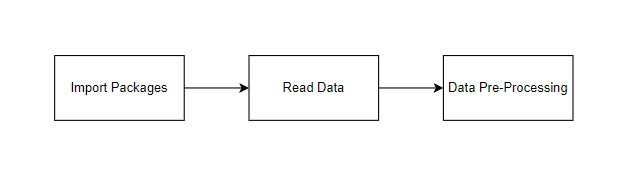 Import Packages
Read Data
Data Pre-Processing